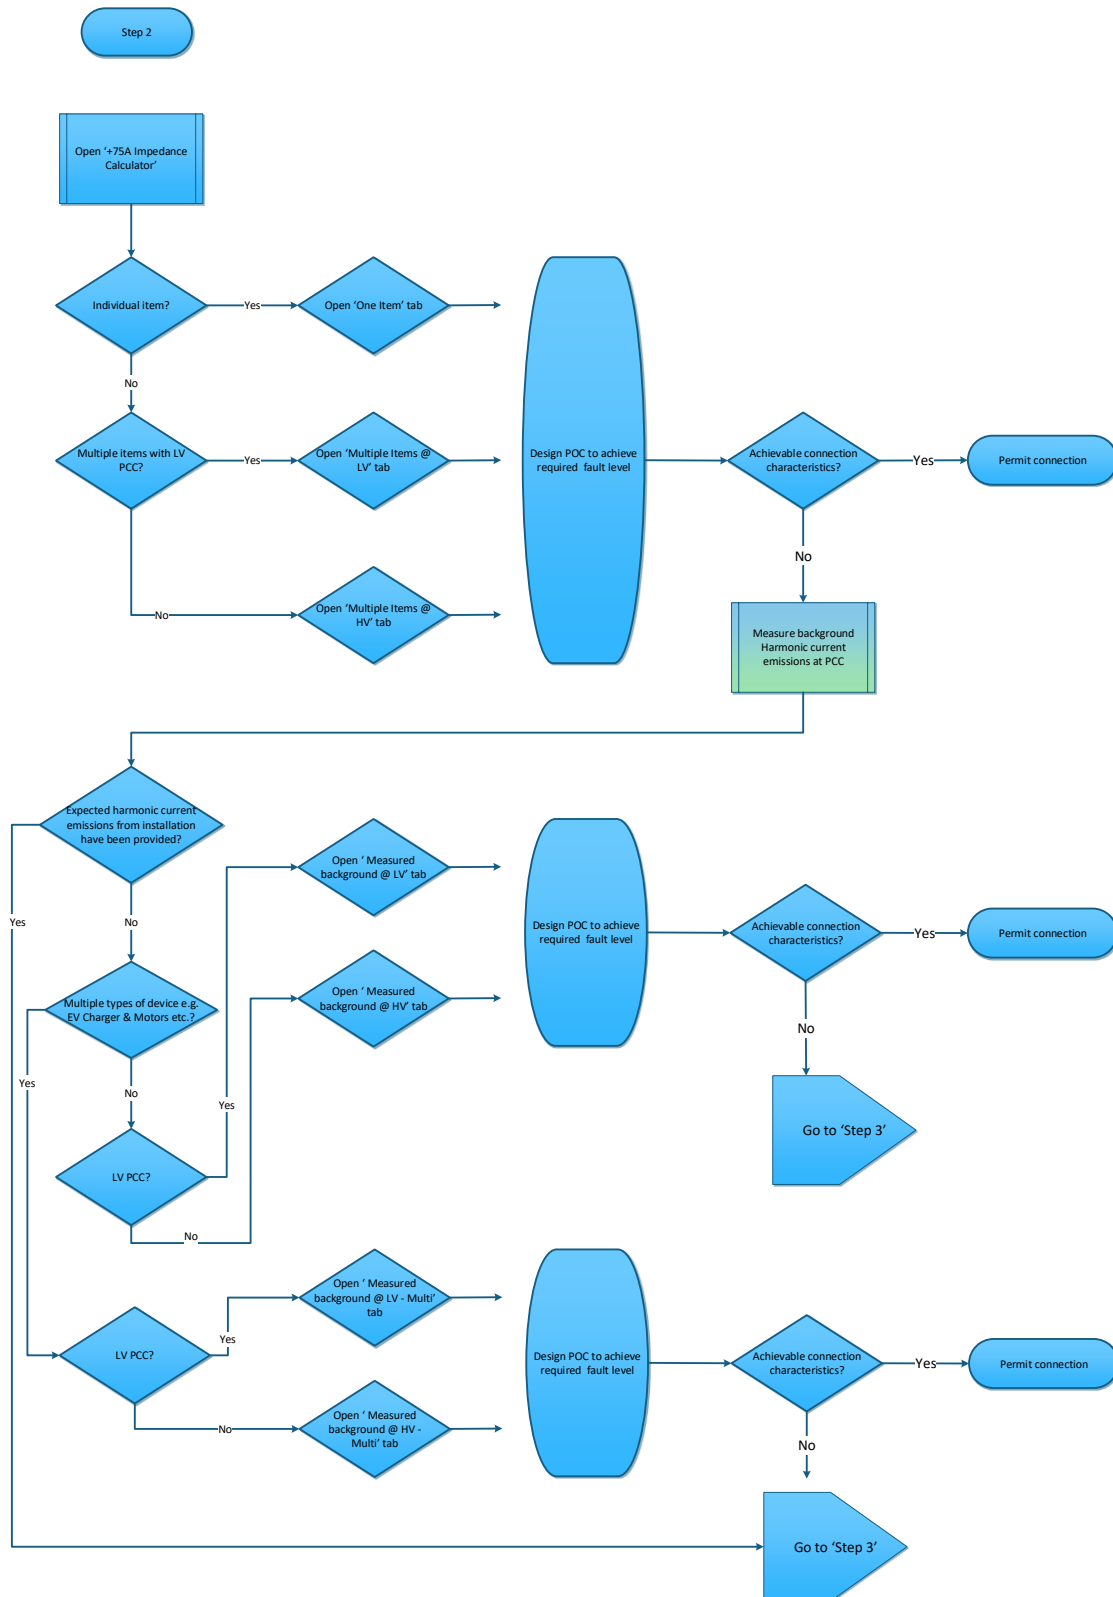 Step 2
Open ‘+75A Impedance
Calculator’
Individual item?
Yes
Open ‘One Item’ tab
No
Multiple items with LV
PCC?
Yes
Open ‘Multiple Items @
LV’ tab
Design POC to achieve
required fault level
Achievable connection
characteristics?
Yes
Permit connection
No
No
Open ‘Multiple Items @
HV’ tab
Measure background
Harmonic current
emissions at PCC
Expected harmonic current
emissions from installation
have been provided?
Yes
No
Open ‘ Measured
background @ LV’ tab
Design POC to achieve
required fault level
Achievable connection
characteristics?
Yes
Permit connection
Multiple types of device e.g.
EV Charger & Motors etc.?
Open ‘ Measured
background @ HV’ tab
No
Yes
No
Yes
Go to ‘Step 3’
LV PCC?
No
Open ‘ Measured
background @ LV - Multi’
tab
Yes
LV PCC?
Design POC to achieve
required fault level
Achievable connection
characteristics?
Yes
Permit connection
No
Open ‘ Measured
background @ HV -
Multi’ tab
No
Go to ‘Step 3’